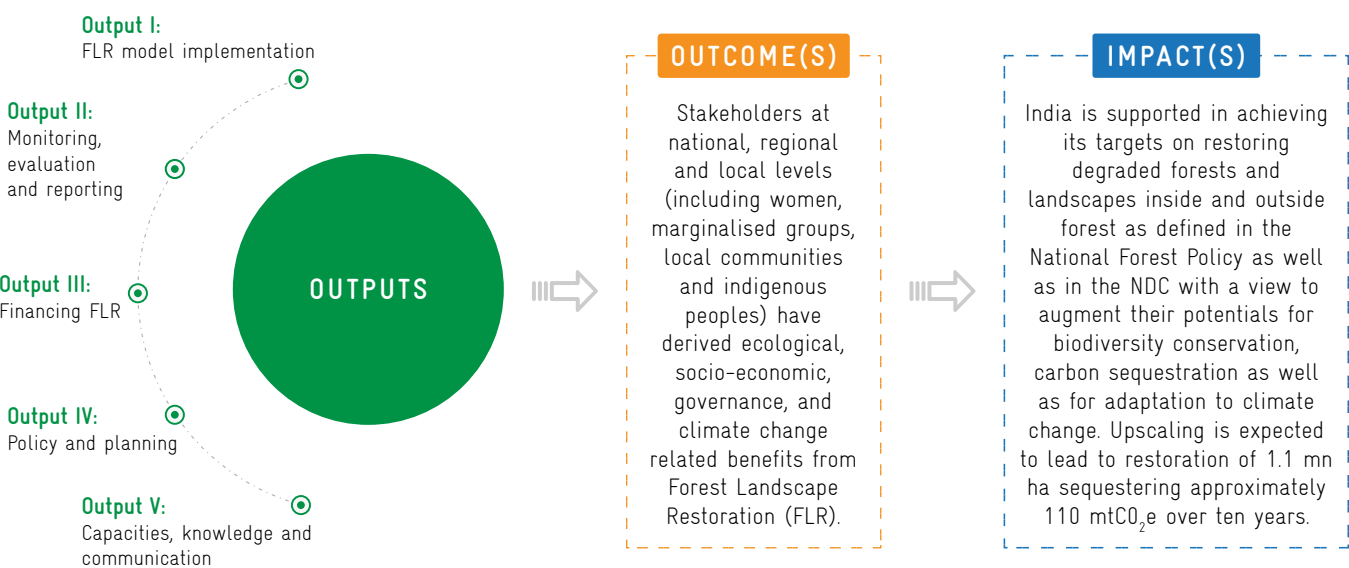 Output I:
FLR model implementation
Output II:
Monitoring,
evaluation
and reporting
Output III:
Financing FLR
Output IV:
Policy and planning
Output V:
Capacities, knowledge and
communication
OUTPUTS
OUTCOME(S)
Stakeholders at
national, regional
and local levels
(including women,
marginalised groups,
local communities
and indigenous
peoples) have
derived ecological,
socio-economic,
governance, and
climate change
related benefits from
Forest Landscape
Restoration (FLR).
IMPACT(S)
India is supported in achieving
its targets on restoring
degraded forests and
landscapes inside and outside
forest as defined in the
National Forest Policy as well
as in the NDC with a view to
augment their potentials for
biodiversity conservation,
carbon sequestration as well
as for adaptation to climate
change. Upscaling is expected
to lead to restoration of 1.1 mn
ha sequestering approximately
110 mtCO₂e over ten years.